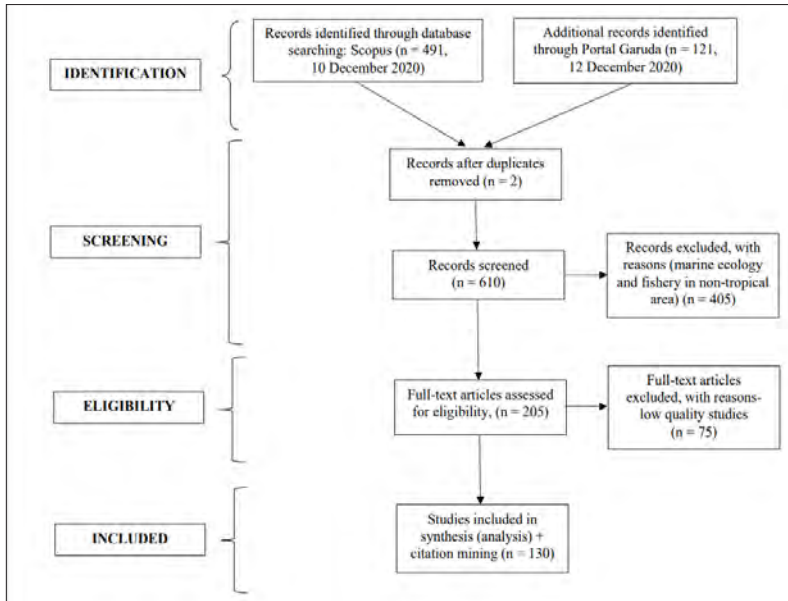 IDENTIFICATION
Records identified through database
searching: Scopus (n = 491,
10 December 2020)
Additional records identified
through Portal Garuda (n = 121,
12 December 2020)
SCREENING
Records after duplicates
removed (n = 2)
Records screened
(n = 610)
Records excluded, with
reasons (marine ecology
and fishery in non-tropical
area) (n = 405)
ELIGIBILITY
Full-text articles assessed
for eligibility, (n = 205)
Full-text articles
excluded, with reasons-
low quality studies
(n = 75)
INCLUDED
Studies included in
synthesis (analysis) +
citation mining (n = 130)